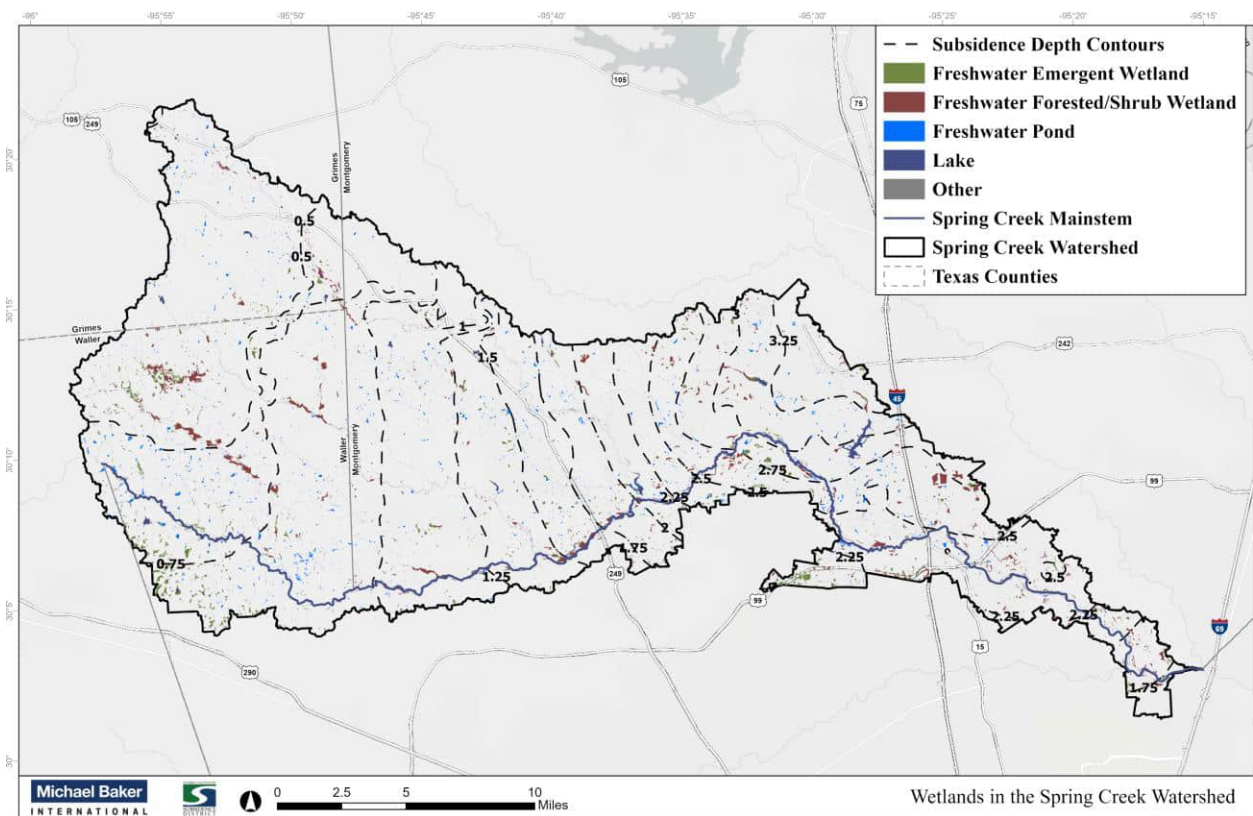 -96°
-95°55'
-95°50'
-95°45'
-95°40'
-95°35'
-95°30'
-95°25'
-95°20'
-95°15'
Subsidence Depth Contours
Freshwater Emergent Wetland
Freshwater Forested/Shrub Wetland
Freshwater Pond
Lake
Other
Spring Creek Mainstem
Spring Creek Watershed
Texas Counties
105
75
105
249
30°20'
Grimes
Montgomery
0.5
0.5
30°15'
Grimes
Waller
1
1.5
3.25
242
45
30°10'
Waller
Montgomery
2.75
2.5
2.5
2.25
99
2
2.5
1.75
2.25
0.75
1.25
2.5
249
99
30°5'
2.25
2.25
69
290
15
1.75
30°
Michael Baker
INTERNATIONAL
SUBSIDENCE
DISTRICT
0 2.5 5 10
Miles
Wetlands in the Spring Creek Watershed